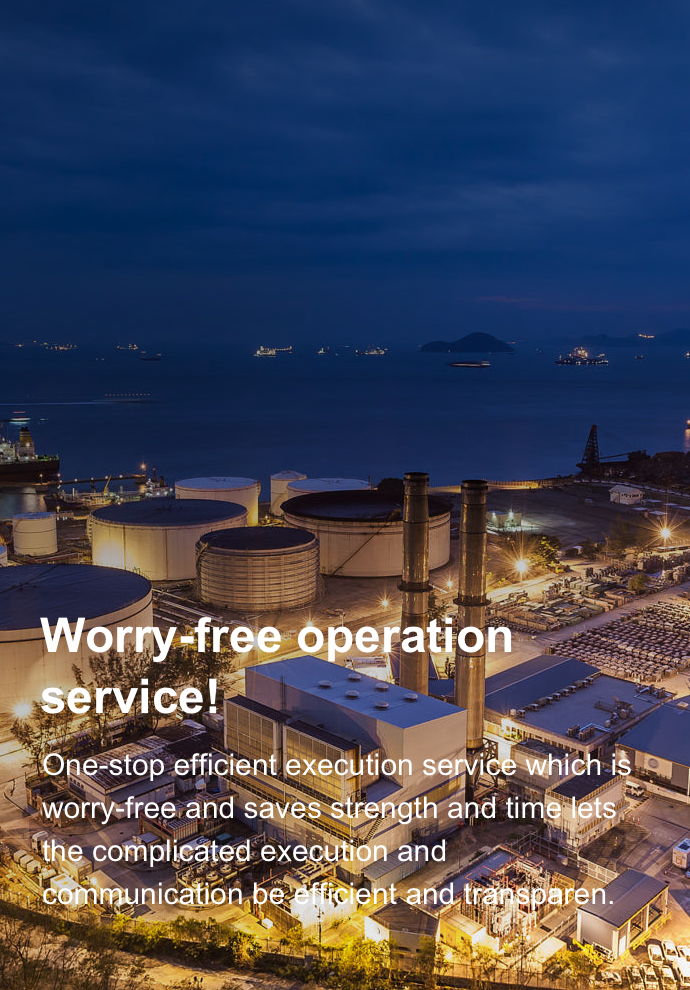 Worry-free operation
service!
One-stop efficient execution service which is
worry-free and saves strength and time lets
the complicated execution and
communication be efficient and transparen.